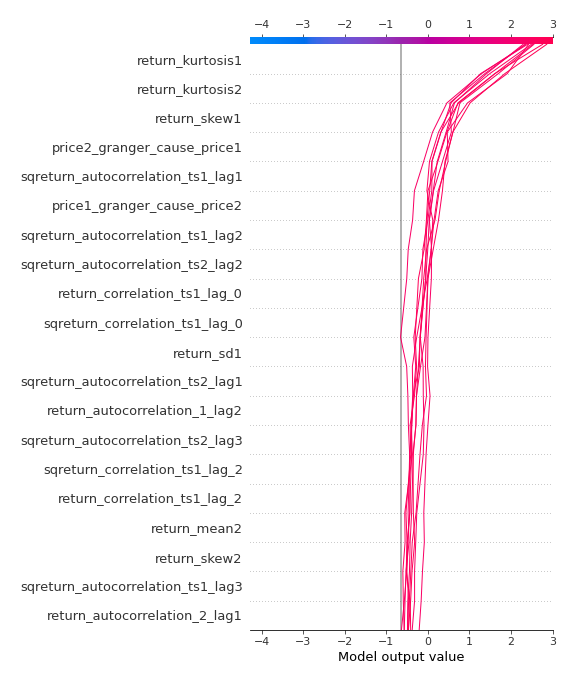 −4 −3 −2 −1 0 1 2 3
return_kurtosis1
return_kurtosis2
return_skew1
price2_granger_cause_price1
sqreturn_autocorrelation_ts1_lag1
price1_granger_cause_price2
sqreturn_autocorrelation_ts1_lag2
sqreturn_autocorrelation_ts2_lag2
return_correlation_ts1_lag_0
sqreturn_correlation_ts1_lag_0
return_sd1
sqreturn_autocorrelation_ts2_lag1
return_autocorrelation_1_lag2
sqreturn_autocorrelation_ts2_lag3
sqreturn_correlation_ts1_lag_2
return_correlation_ts1_lag_2
return_mean2
return_skew2
sqreturn_autocorrelation_ts1_lag3
return_autocorrelation_2_lag1
−4 −3 −2 −1 0 1 2 3
Model output value